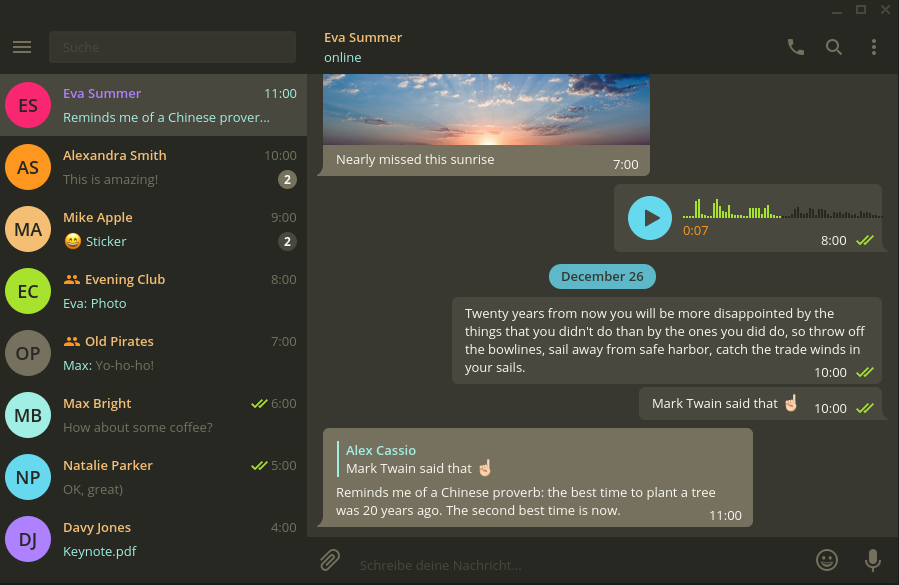 Suche
ES
Eva Summer
11:00
Reminds me of a Chinese prover...
AS
Alexandra Smith
10:00
This is amazing!
2
MA
Mike Apple
9:00
😄 Sticker
2
EC
Evening Club
8:00
Eva: Photo
OP
Old Pirates
7:00
Max: Yo-ho-ho!
MB
Max Bright
6:00
How about some coffee?
NP
Natalie Parker
5:00
OK, great)
DJ
Davy Jones
4:00
Keynote.pdf
Eva Summer
online
Nearly missed this sunrise
7:00
0:07
8:00
December 26
Twenty years from now you will be more disappointed by the
things that you didn't do than by the ones you did do, so throw off
the bowlines, sail away from safe harbor, catch the trade winds in
your sails.
10:00
Mark Twain said that ☝🏻
10:00
Alex Cassio
Mark Twain said that ☝🏻
Reminds me of a Chinese proverb: the best time to plant a tree
was 20 years ago. The second best time is now.
11:00
Schreibe deine Nachricht...